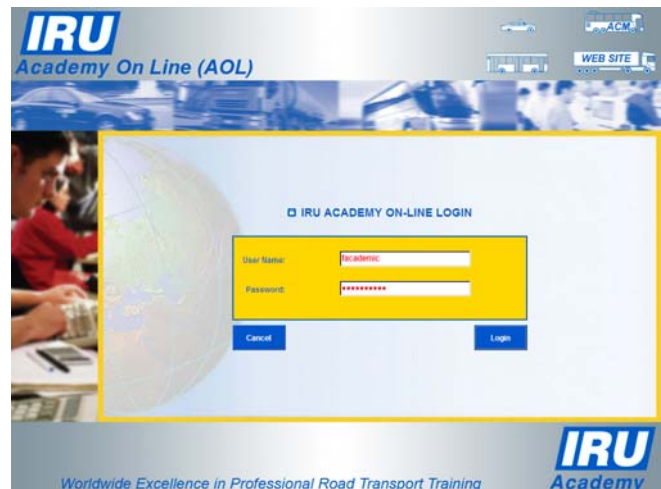 IRU
Academy On Line (AOL)
ACM
WEB SITE
IRU ACADEMY ON-LINE LOGIN
User Name:
facademic
Password:
••••••••••
Cancel
Login
IRU
Academy
Worldwide Excellence in Professional Road Transport Training